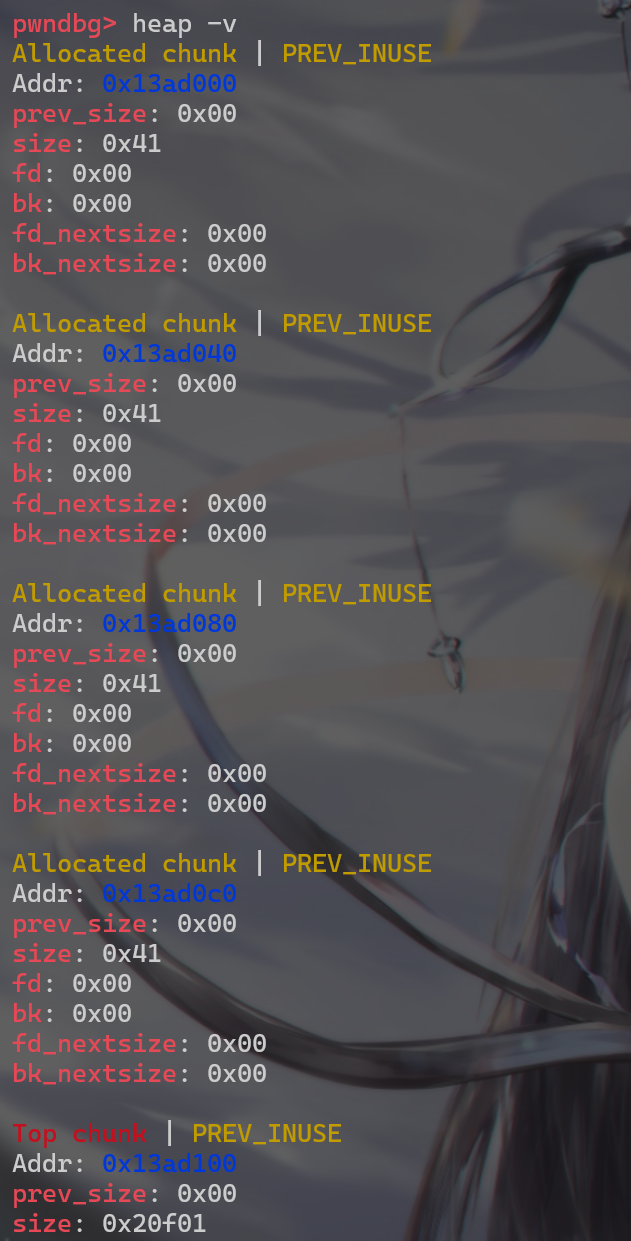 pwndbg> heap -v
Allocated chunk | PREV_INUSE
Addr: 0x13ad000
prev_size: 0x00
size: 0x41
fd: 0x00
bk: 0x00
fd_nextsize: 0x00
bk_nextsize: 0x00
Allocated chunk | PREV_INUSE
Addr: 0x13ad040
prev_size: 0x00
size: 0x41
fd: 0x00
bk: 0x00
fd_nextsize: 0x00
bk_nextsize: 0x00
Allocated chunk | PREV_INUSE
Addr: 0x13ad080
prev_size: 0x00
size: 0x41
fd: 0x00
bk: 0x00
fd_nextsize: 0x00
bk_nextsize: 0x00
Allocated chunk | PREV_INUSE
Addr: 0x13ad0c0
prev_size: 0x00
size: 0x41
fd: 0x00
bk: 0x00
fd_nextsize: 0x00
bk_nextsize: 0x00
Top chunk | PREV_INUSE
Addr: 0x13ad100
prev_size: 0x00
size: 0x20f01